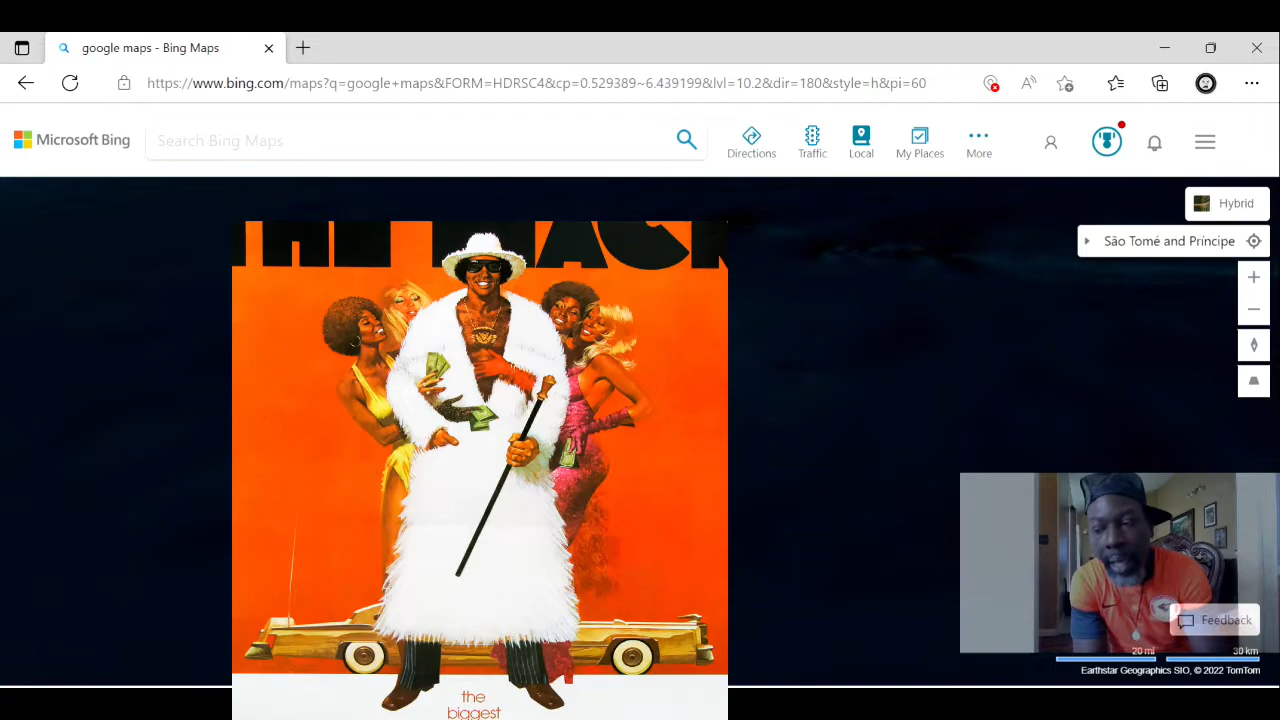 google maps - Bing Maps
https://www.bing.com/maps?q=google+maps&FORM=HDRSC4&cp=0.529389~6.439199&lvl=10.2&dir=180&style=h&pi=60
Microsoft Bing
Search Bing Maps
Directions
Traffic
Local
My Places
More
Hybrid
São Tomé and Príncipe
THE MACK
the
biggest
Feedback
20 mi
30 km
Earthstar Geographics SIO, © 2022 TomTom